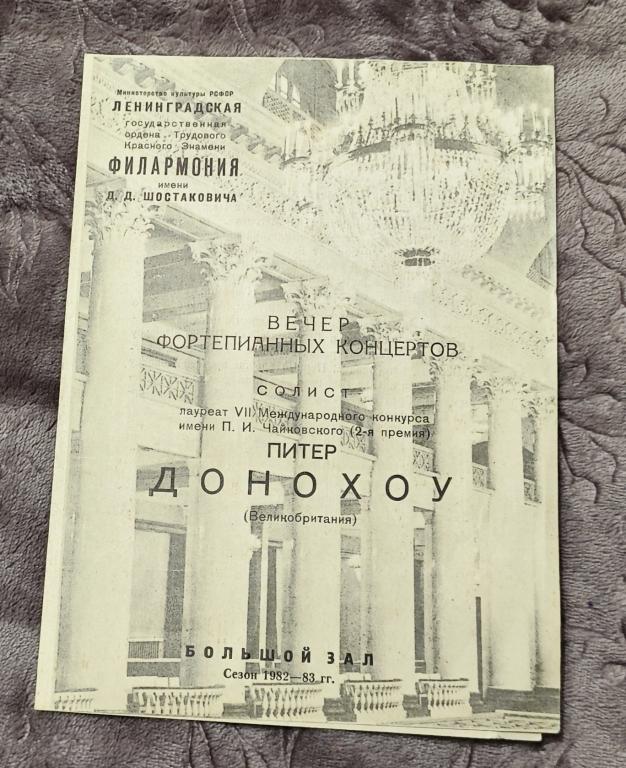 Министерство культуры РСФСР
ЛЕНИНГРАДСКАЯ
государственная
ордена Трудового
Красного Знамени
ФИЛАРМОНИЯ
имени
Д. Д. ШОСТАКОВИЧА
ВЕЧЕР
ФОРТЕПИАННЫХ КОНЦЕРТОВ
СОЛИСТ
лауреат VII Международного конкурса
имени П. И. Чайковского (2-я премия)
ПИТЕР
ДОНОХОУ
(Великобритания)
БОЛЬШОЙ ЗАЛ
Сезон 1982—83 гг.